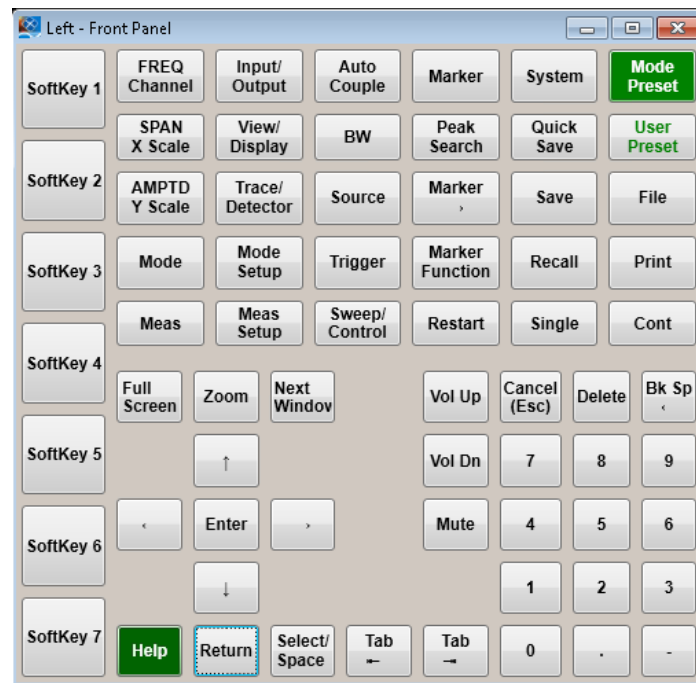 Left - Front Panel
SoftKey 1
FREQ
Channel
Input/
Output
Auto
Couple
Marker
System
Mode
Preset
SPAN
X Scale
View/
Display
BW
Peak
Search
Quick
Save
User
Preset
SoftKey 2
AMPTD
Y Scale
Trace/
Detector
Source
Marker
›
Save
File
SoftKey 3
Mode
Mode
Setup
Trigger
Marker
Function
Recall
Print
Meas
Meas
Setup
Sweep/
Control
Restart
Single
Cont
SoftKey 4
Full
Screen
Zoom
Next
Window
Vol Up
Cancel
(Esc)
Delete
Bk Sp
‹
SoftKey 5
↑
Vol Dn
7
8
9
SoftKey 6
‹
Enter
›
Mute
4
5
6
↓
1
2
3
SoftKey 7
Help
Return
Select/
Space
Tab
⇤
Tab
⇥
0
.
-